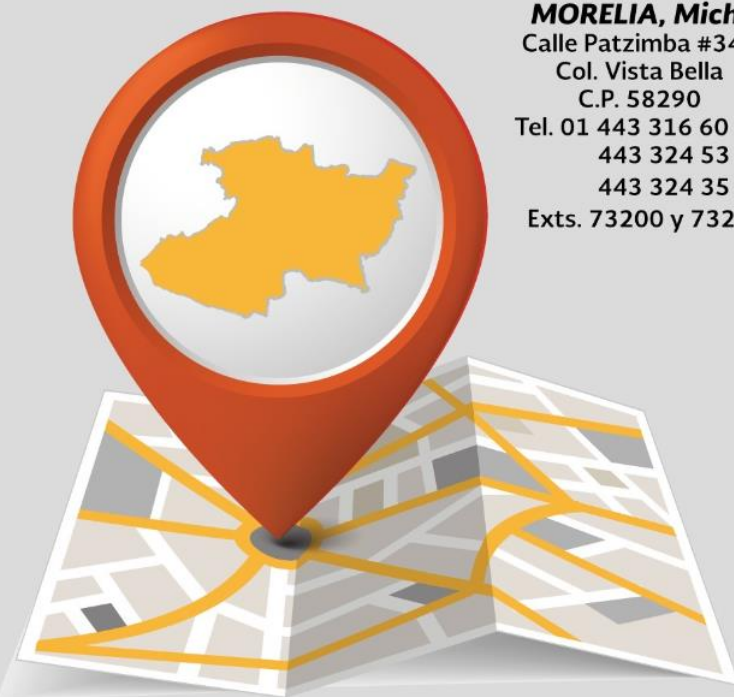 MORELIA, Mich
Calle Patzimba #34
Col. Vista Bella
C.P. 58290
Tel. 01 443 316 60
443 324 53
443 324 35
Exts. 73200 y 732